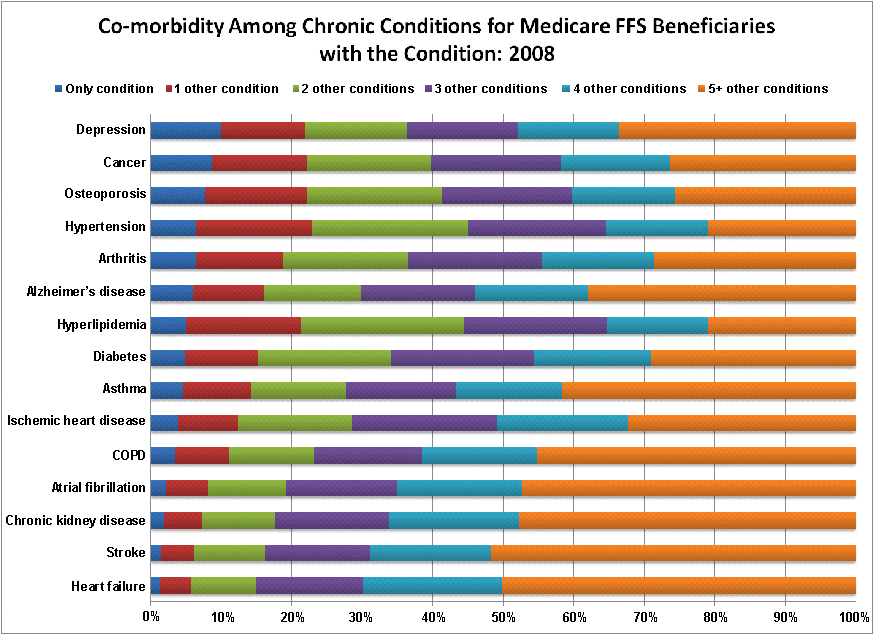 Co-morbidity Among Chronic Conditions for Medicare FFS Beneficiaries
with the Condition: 2008
Only condition 1 other condition 2 other conditions 3 other conditions 4 other conditions 5+ other conditions
Depression
Cancer
Osteoporosis
Hypertension
Arthritis
Alzheimer's disease
Hyperlipidemia
Diabetes
Asthma
Ischemic heart disease
COPD
Atrial fibrillation
Chronic kidney disease
Stroke
Heart failure
0% 10% 20% 30% 40% 50% 60% 70% 80% 90% 100%